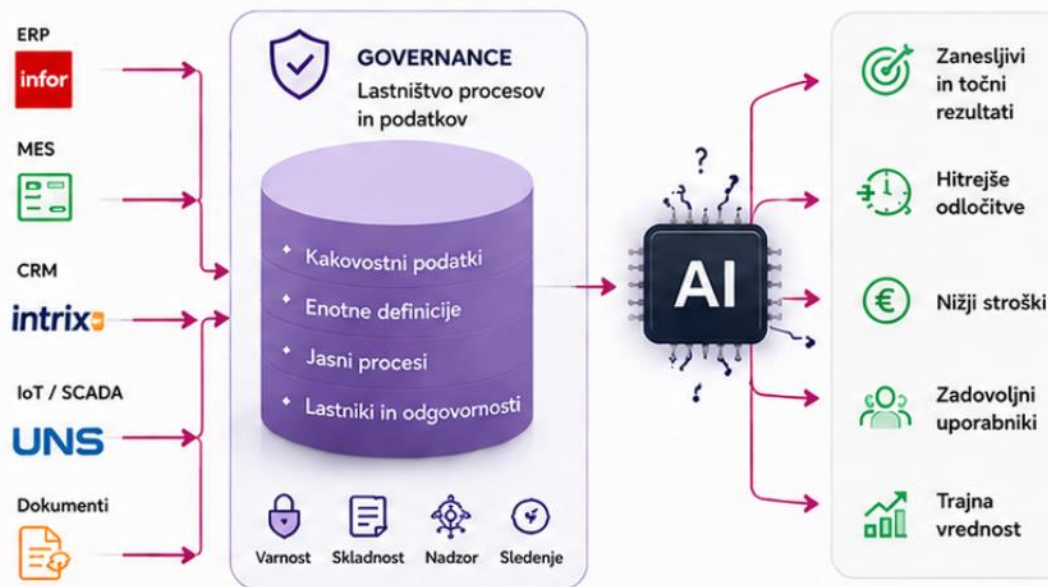 ERP
infor
MES
CRM
intrix
IoT / SCADA
UNS
Dokumenti
GOVERNANCE
Lastništvo procesov
in podatkov
Kakovostni podatki
Enotne definicije
Jasni procesi
Lastniki in odgovornosti
Varnost
Skladnost
Nadzor
Sledenje
?
AI
Zanesljivi
in točni
rezultati
Hitrejše
odločitve
€
Nižji stroški
Zadovoljni
uporabniki
Trajna
vrednost